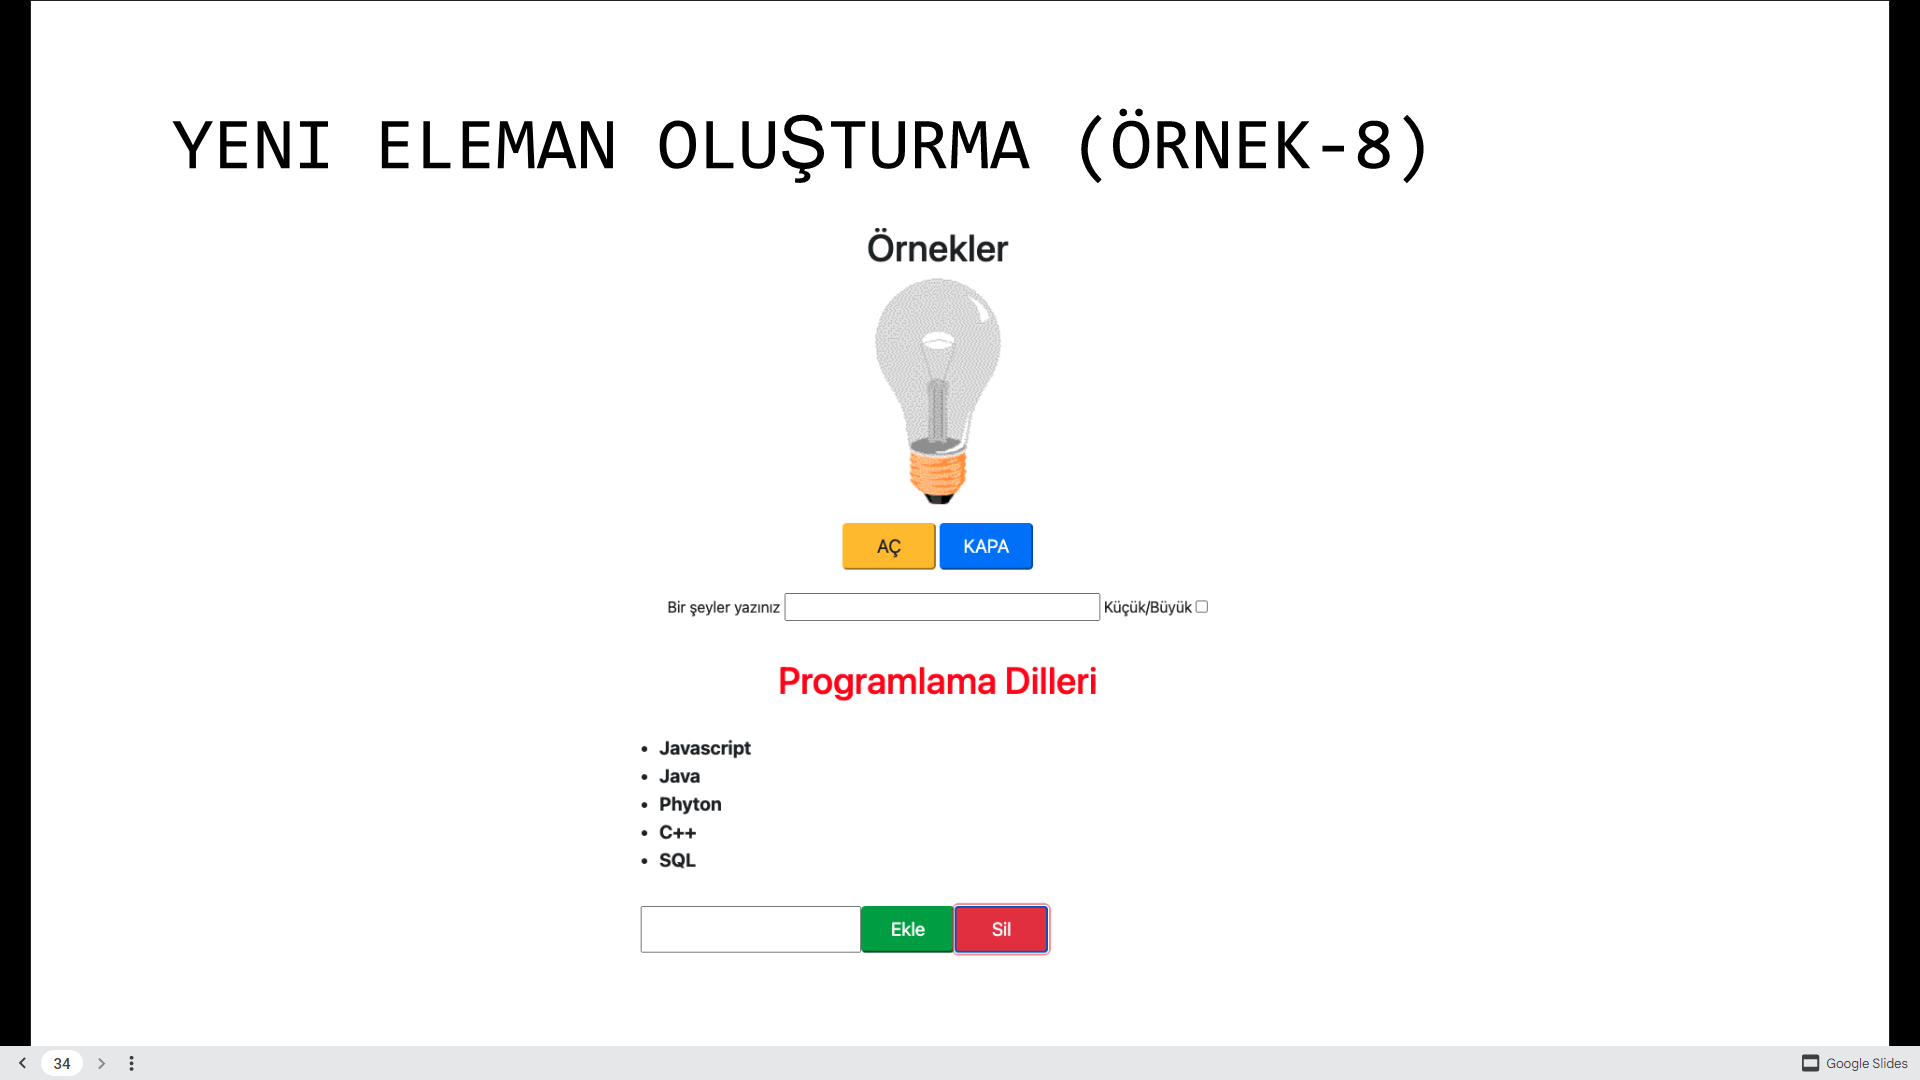 YENI ELEMAN OLUŞTURMA (ÖRNEK-8)
Örnekler
AÇ KAPA
Bir şeyler yazınız Küçük/Büyük
Programlama Dilleri
• Javascript
• Java
• Phyton
• C++
• SQL
Ekle Sil
34 Google Slides